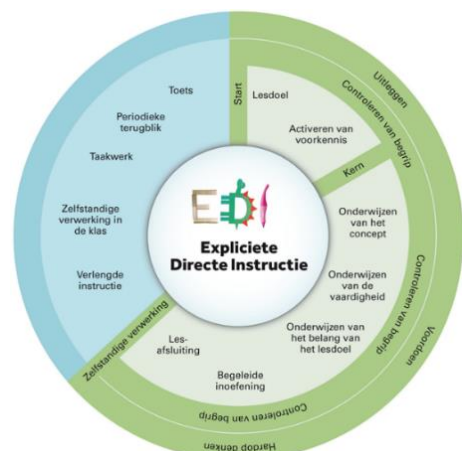 Start
Lesdoel
Activeren van
voorkennis
Uitleggen
Controleren van begrip
Kern
Onderwijzen
van het
concept
Onderwijzen
van de
vaardigheid
Onderwijzen van
het belang van
het lesdoel
Controleren van begrip
Voordoen
Begeleide
inoefening
Les-
afsluiting
Controleren van begrip
Hardop denken
Zelfstandige verwerking
Verlengde
instructie
Zelfstandige
verwerking in
de klas
Taakwerk
Periodieke
terugblik
Toets
EDI
Expliciete
Directe Instructie